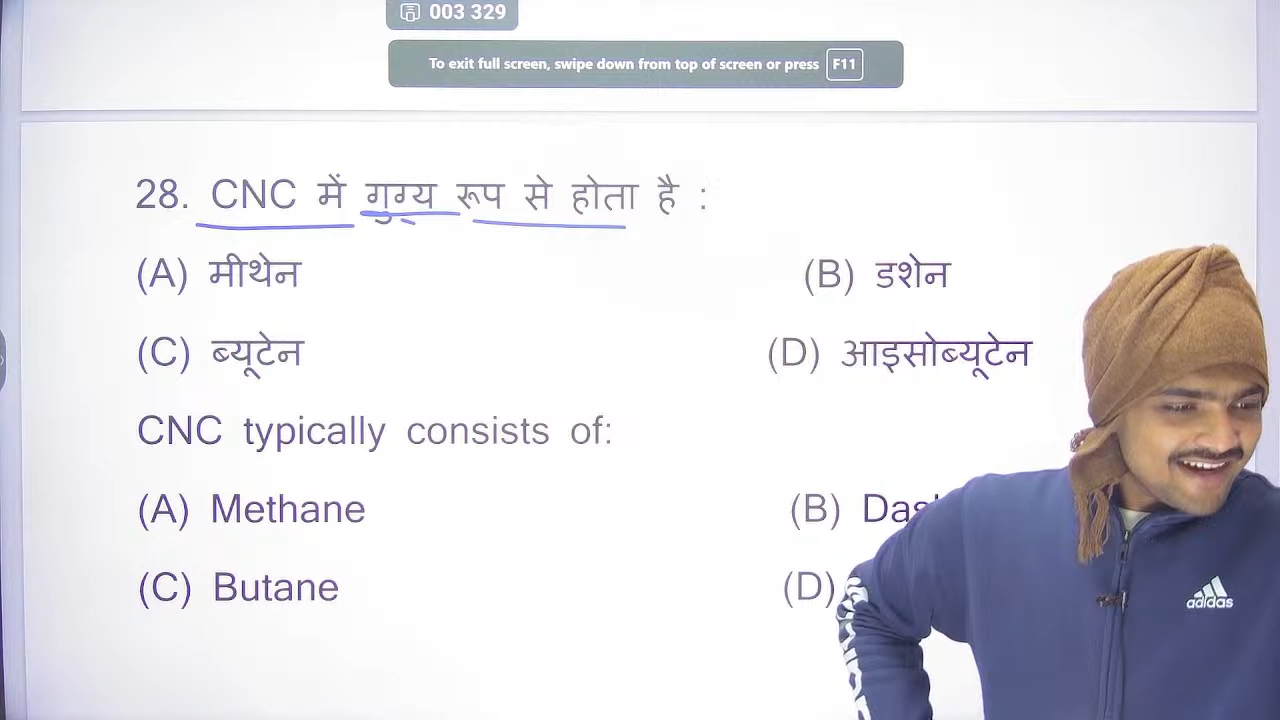 003 329
To exit full screen, swipe down from top of screen or press F11
28. CNC में गुग्य रूप से होता है :
(A) मीथेन (B) डशेन
(C) ब्यूटेन (D) आइसोब्यूटेन
CNC typically consists of:
(A) Methane (B)
(C) Butane (D)
adidas